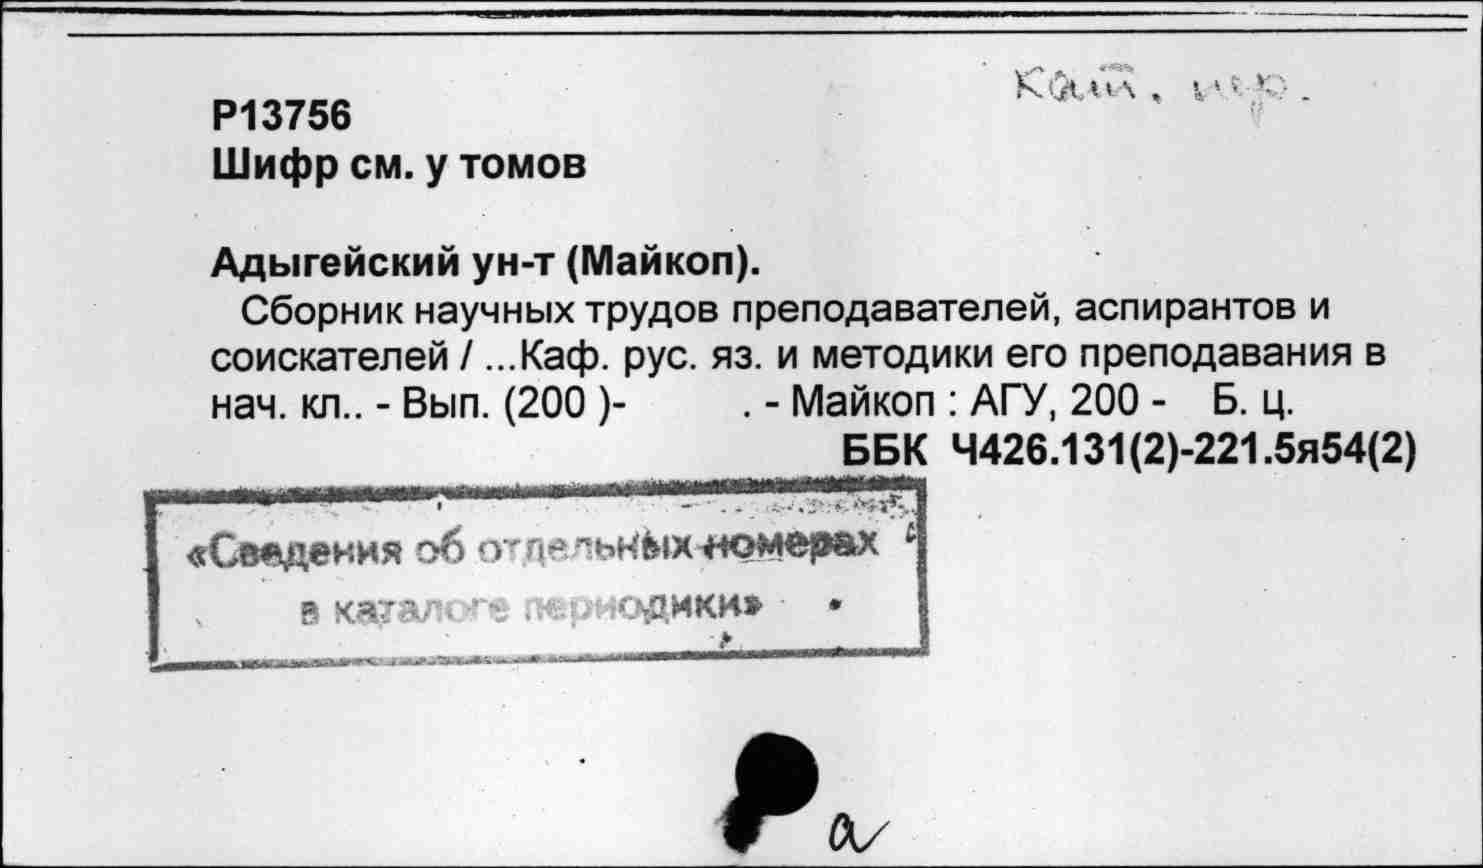 Кат. пер.
Р13756
Шифр см. у томов
Адыгейский ун-т (Майкоп).
Сборник научных трудов преподавателей, аспирантов и
соискателей / ...Каф. рус. яз. и методики его преподавания в
нач. кл.. - Вып. (200 )- . - Майкоп : АГУ, 200 - Б. ц.
ББК Ч426.131(2)-221.5я54(2)
«Сведения об отдельных номерах
в каталоге периодики»
а